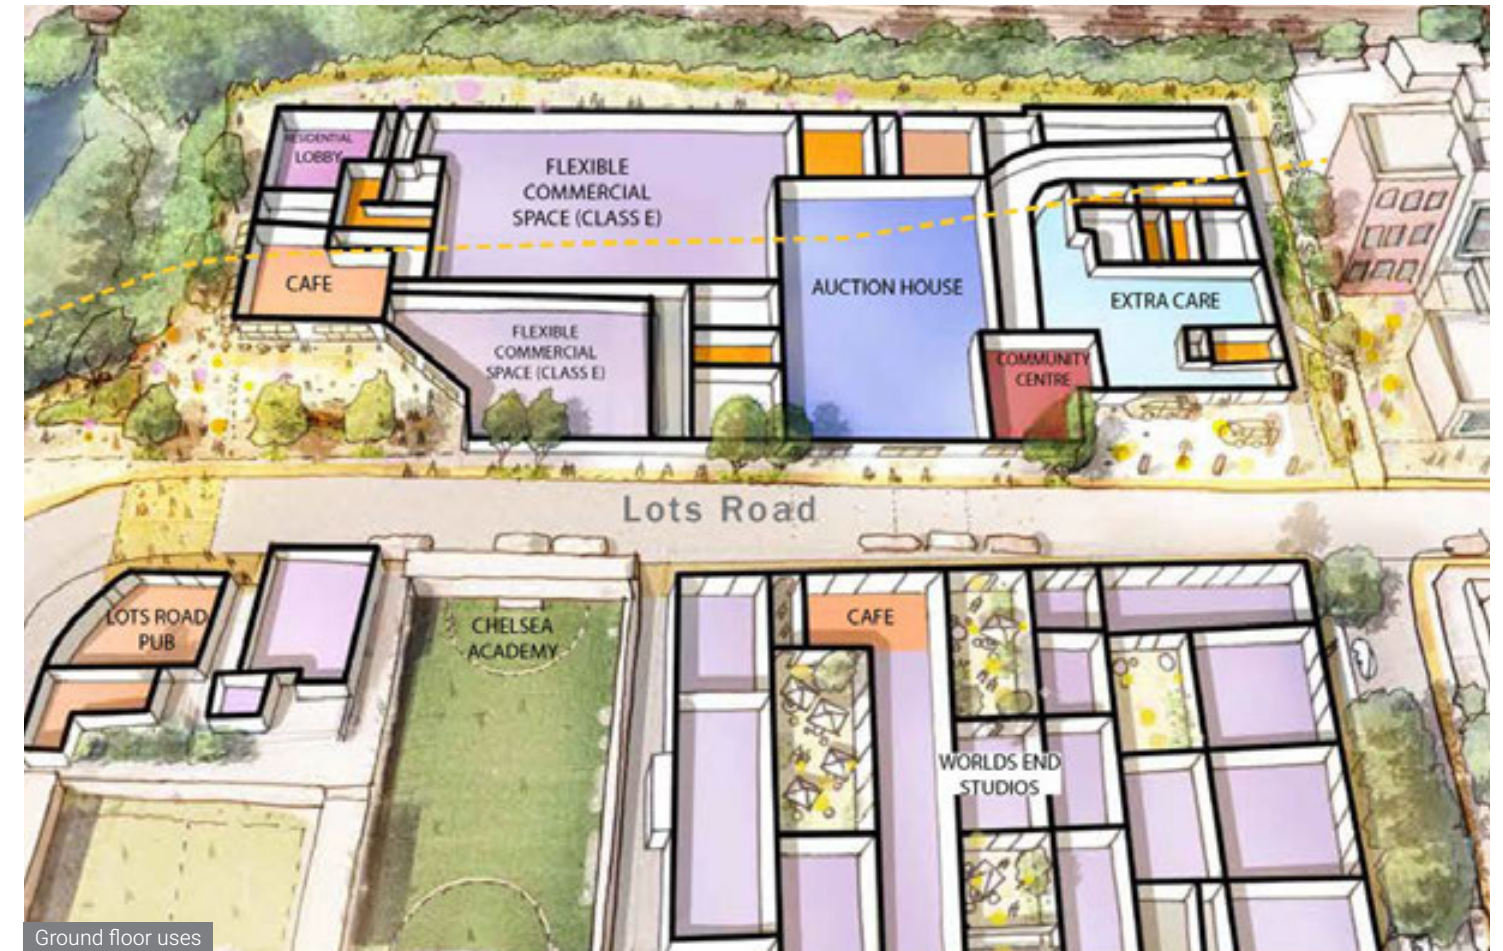 RESIDENTIAL
LOBBY
FLEXIBLE
COMMERCIAL
SPACE (CLASS E)
CAFE
AUCTION HOUSE
EXTRA CARE
FLEXIBLE
COMMERCIAL
SPACE (CLASS E)
COMMUNITY
CENTRE
Lots Road
LOTS ROAD
PUB
CHELSEA
ACADEMY
CAFE
WORLDS END
STUDIOS
Ground floor uses